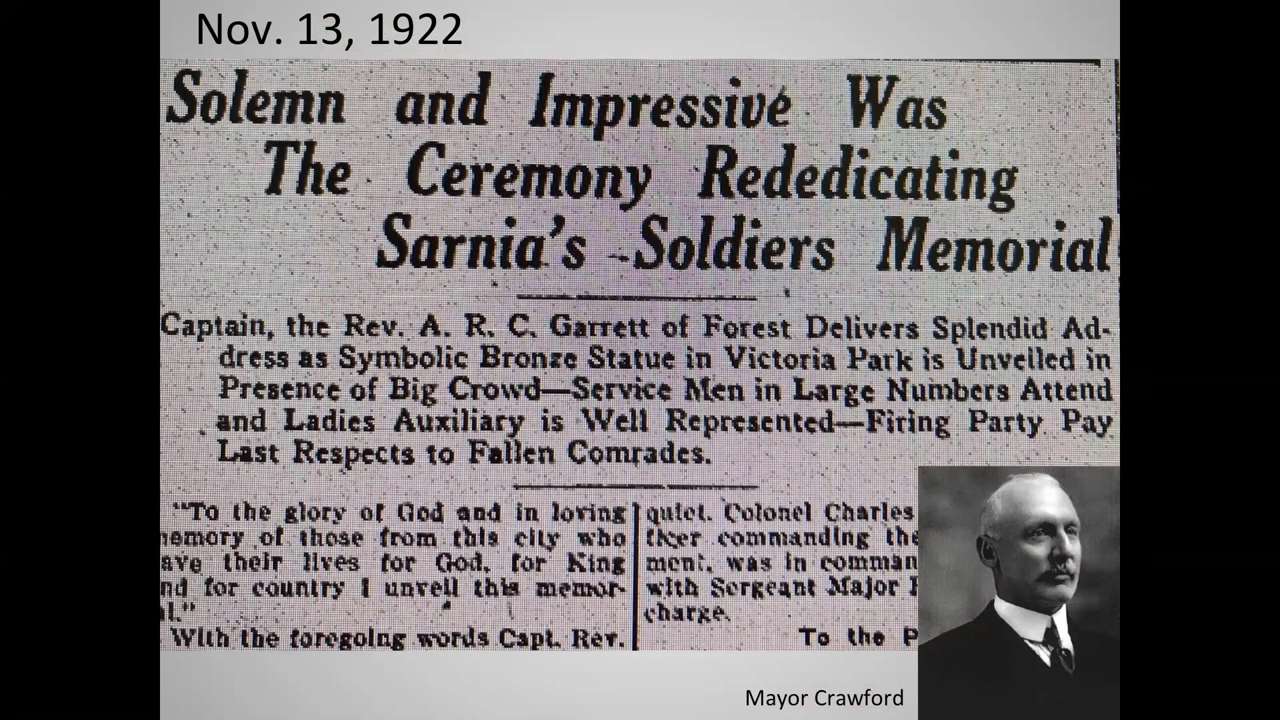 Nov. 13, 1922
Solemn and Impressive Was
The Ceremony Rededicating
Sarnia's Soldiers Memorial
Captain, the Rev. A. R. C. Garrett of Forest Delivers Splendid Ad-
dress as Symbolic Bronze Statue in Victoria Park is Unveiled in
Presence of Big Crowd—Service Men in Large Numbers Attend
and Ladies Auxiliary is Well Represented—Firing Party Pay
Last Respects to Fallen Comrades.
"To the glory of God and in loving
emory of those from this city who
ave their lives for God, for King
nd for country I unveil this memor-
l."
With the foregoing words Capt. Rev.
quiet. Colonel Charles
commanding the
ment, was in comman
with Sergeant Major
charge.
To the P
Mayor Crawford